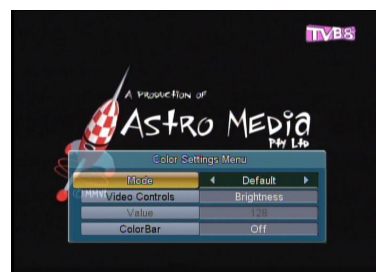 TVB8
A PRODUCTION OF
ASTRO MEDIA
PTY LTD
Color Settings Menu
Mode Default
Video Controls Brightness
Value 128
ColorBar Off